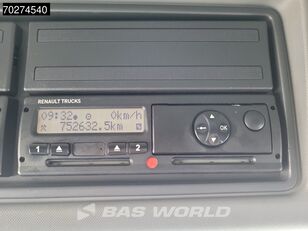 70274540
RENAULT TRUCKS
09:32 0km/h
752632.5km
1 2
OK
BAS WORLD